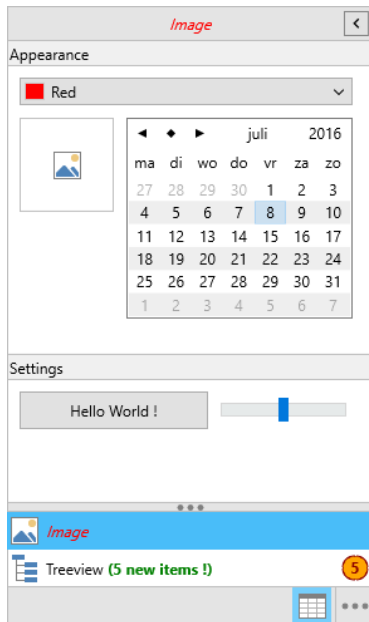 Image
Appearance
Red
juli 2016
ma di wo do vr za zo
27 28 29 30 1 2 3
4 5 6 7 8 9 10
11 12 13 14 15 16 17
18 19 20 21 22 23 24
25 26 27 28 29 30 31
1 2 3 4 5 6 7
Settings
Hello World !
Image
Treeview (5 new items !) 5